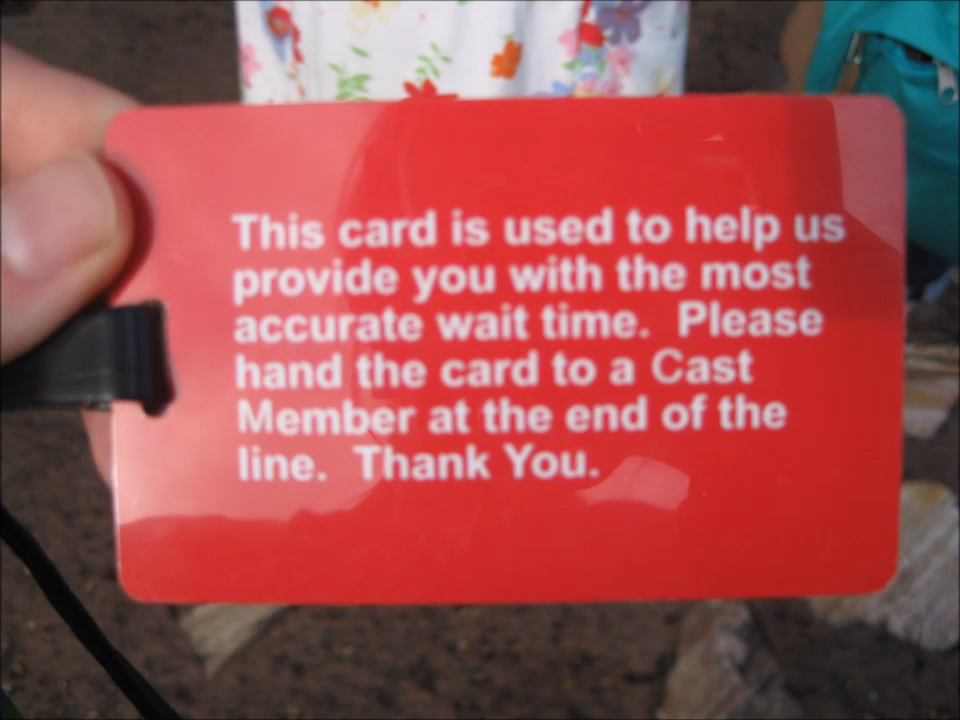 This card is used to help us
provide you with the most
accurate wait time.  Please
hand the card to a Cast
Member at the end of the
line.  Thank You.